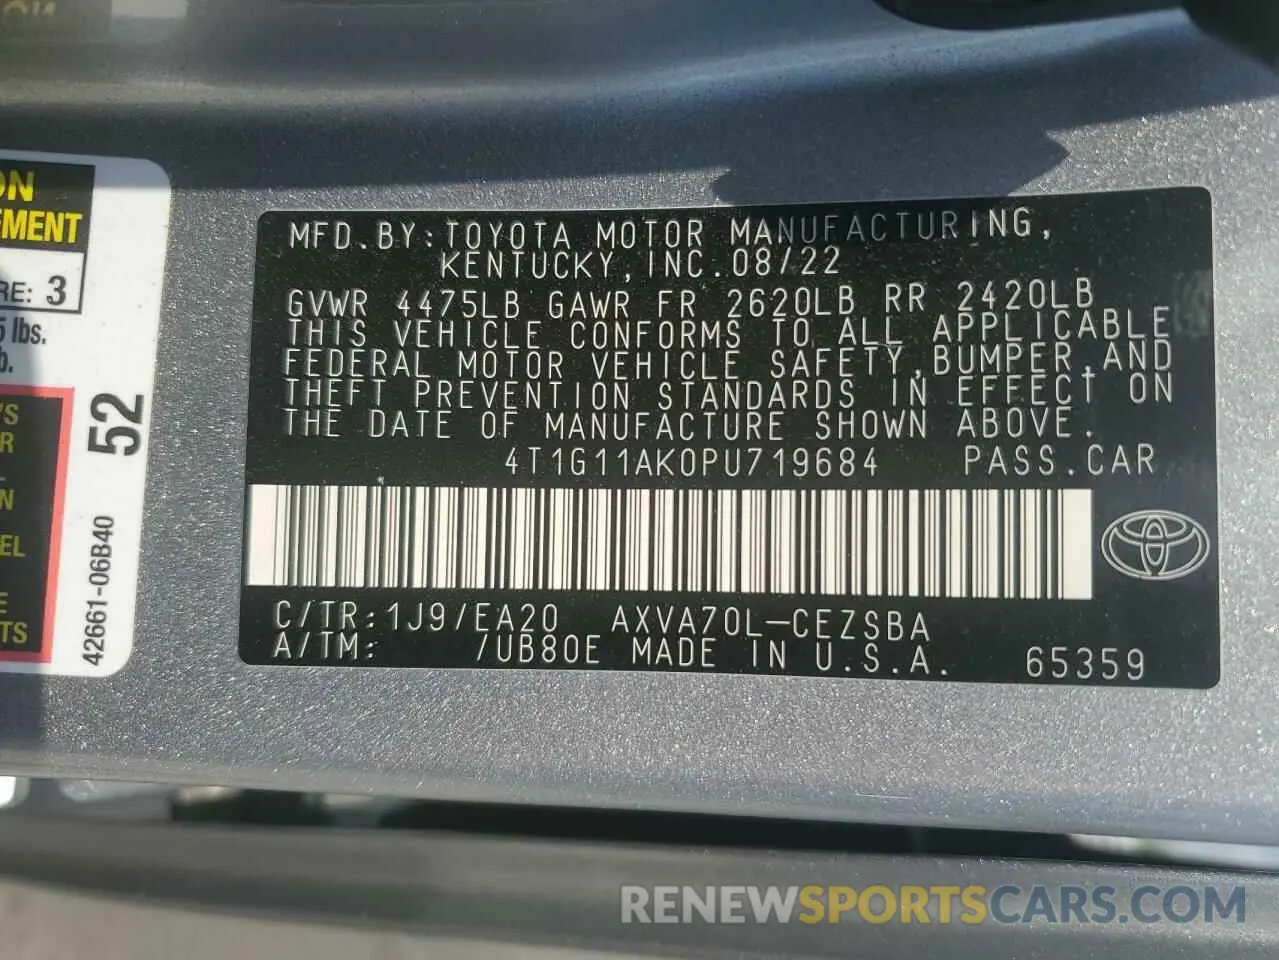 ON
EMENT
RE: 3
5 lbs.
b.
'S
R
N
EL
E
TS
52
42661-06B40
MFD.BY:TOYOTA MOTOR MANUFACTURING,
KENTUCKY,INC.08/22
GVWR 4475LB GAWR FR 2620LB RR 2420LB
THIS VEHICLE CONFORMS TO ALL APPLICABLE
FEDERAL MOTOR VEHICLE SAFETY,BUMPER,AND
THEFT PREVENTION STANDARDS IN EFFECT ON
THE DATE OF MANUFACTURE SHOWN ABOVE.
4T1G11AK0PU719684 PASS.CAR
C/TR:1J9/EA20 AXVA70L-CEZSBA
A/TM: /UB80E MADE IN U.S.A. 65359
RENEWSPORTSCARS.COM